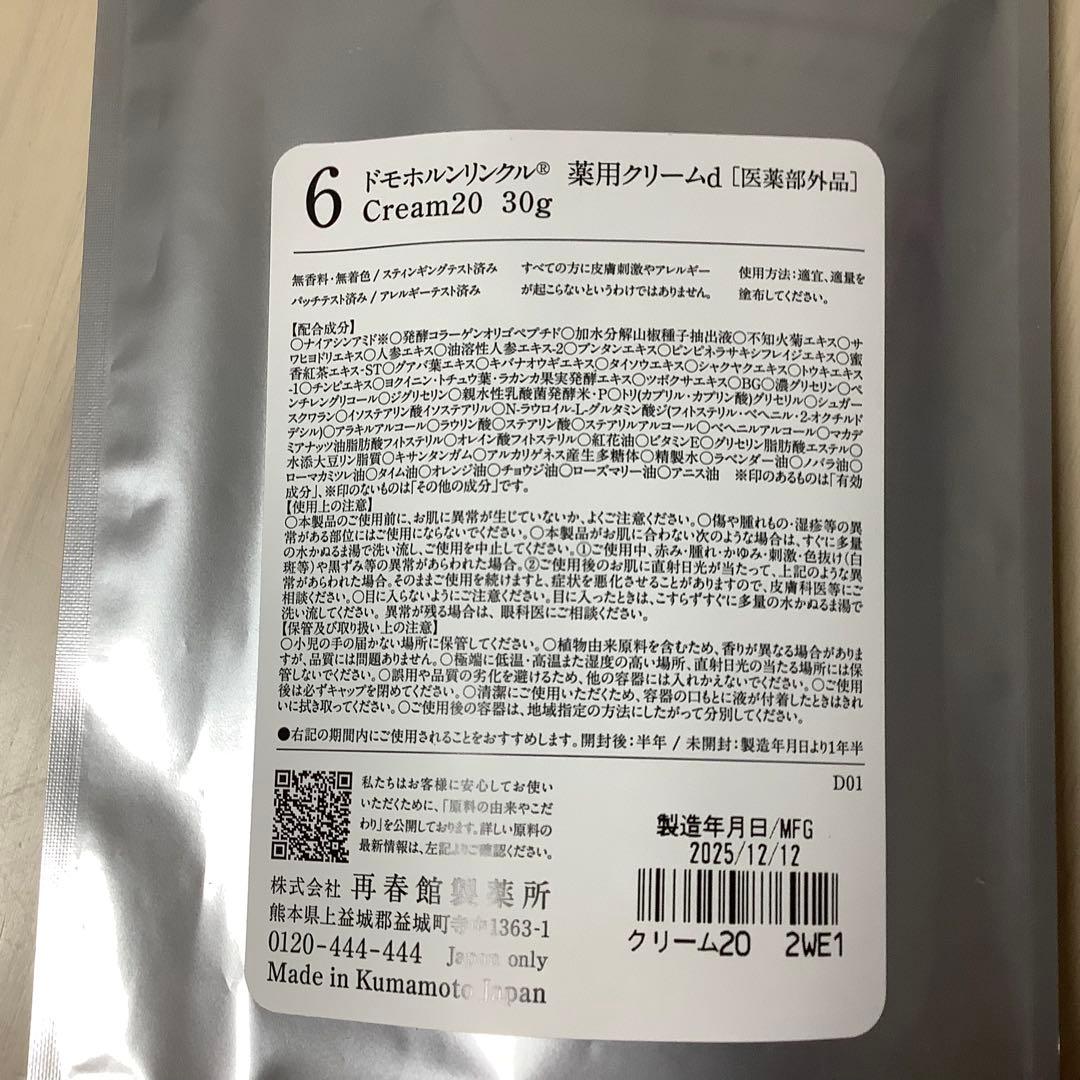 6
ドモホルンリンクル® 薬用クリームd [医薬部外品]
Cream20 30g
無香料・無着色 / スティンギングテスト済み
パッチテスト済み / アレルギーテスト済み
すべての方に皮膚刺激やアレルギー
が起こらないというわけではありません。
使用方法：適宜、適量を
塗布してください。
【配合成分】
○ナイアシンアミド※○発酵コラーゲンオリゴペプチド○加水分解山椒種子抽出液○不知火菊エキス○サ
ワヒヨドリエキス○人参エキス○油溶性人参エキス-2○ブンタンエキス○ピンピネラサキシフレイジエキス○蜜
香紅茶エキス-ST○グアバ葉エキス○キバナオウギエキス○タイソウエキス○シャクヤクエキス○トウキエキス
-1○チンピエキス○ヨクイニン・トチュウ葉・ラカンカ果実発酵エキス○ツボクサエキス○BG○濃グリセリン○ペ
ンチレングリコール○ジグリセリン○親水性乳酸菌発酵米・P○トリ(カプリル・カプリン酸)グリセリル○シュガー
スクワラン○イソステアリン酸イソステアリル○N-ラウロイル-L-グルタミン酸ジ(フィトステリル・ベヘニル・2-オクチルド
デシル)○アラキルアルコール○ラウリン酸○ステアリン酸○ステアリルアルコール○ベヘニルアルコール○マカデ
ミアナッツ油脂肪酸フィトステリル○オレイン酸フィトステリル○紅花油○ビタミンE○グリセリン脂肪酸エステル○
水添大豆リン脂質○キサンタンガム○アルカリゲネス産生多糖体○精製水○ラベンダー油○ノバラ油○
ローマカミツレ油○タイム油○オレンジ油○チョウジ油○ローズマリー油○アニス油 ※印のあるものは「有効
成分」、※印のないものは「その他の成分」です。
【使用上の注意】
○本製品のご使用前に、お肌に異常が生じていないか、よくご注意ください。○傷や腫れもの・湿疹等の異
常がある部位にはご使用にならないでください。○本製品がお肌に合わない次のような場合は、すぐに多量
の水かぬるま湯で洗い流し、ご使用を中止してください。①ご使用中、赤み・腫れ・かゆみ・刺激・色抜け(白
斑等)や黒ずみ等の異常があらわれた場合。②ご使用後のお肌に直射日光が当たって、上記のような異
常があらわれた場合。そのままご使用を続けますと、症状を悪化させることがありますので、皮膚科医等にご
相談ください。○目に入らないようにご注意ください。目に入ったときは、こすらずすぐに多量の水かぬるま湯で
洗い流してください。異常が残る場合は、眼科医にご相談ください。
【保管及び取り扱い上の注意】
○小児の手の届かない場所に保管してください。○植物由来原料を含むため、香りが異なる場合がありま
すが、品質には問題ありません。○極端に低温・高温また湿度の高い場所、直射日光の当たる場所には保
管しないでください。○誤用や品質の劣化を避けるため、他の容器には入れかえないでください。○ご使用
後は必ずキャップを閉めてください。○清潔にご使用いただくため、容器の口もとに液が付着したときはきれ
いに拭き取ってください。○ご使用後の容器は、地域指定の方法にしたがって分別してください。
●右記の期間内にご使用されることをおすすめします。開封後：半年 / 未開封：製造年月日より1年半
D01
私たちはお客様に安心してお使い
いただくために、「原料の由来やこだ
わり」を公開しております。詳しい原料の
最新情報は、左記よりご確認ください。
株式会社 再春館製薬所
熊本県上益城郡益城町寺中1363-1
0120-444-444 Japan only
Made in Kumamoto Japan
製造年月日/MFG
2025/12/12
クリーム20 2WE1